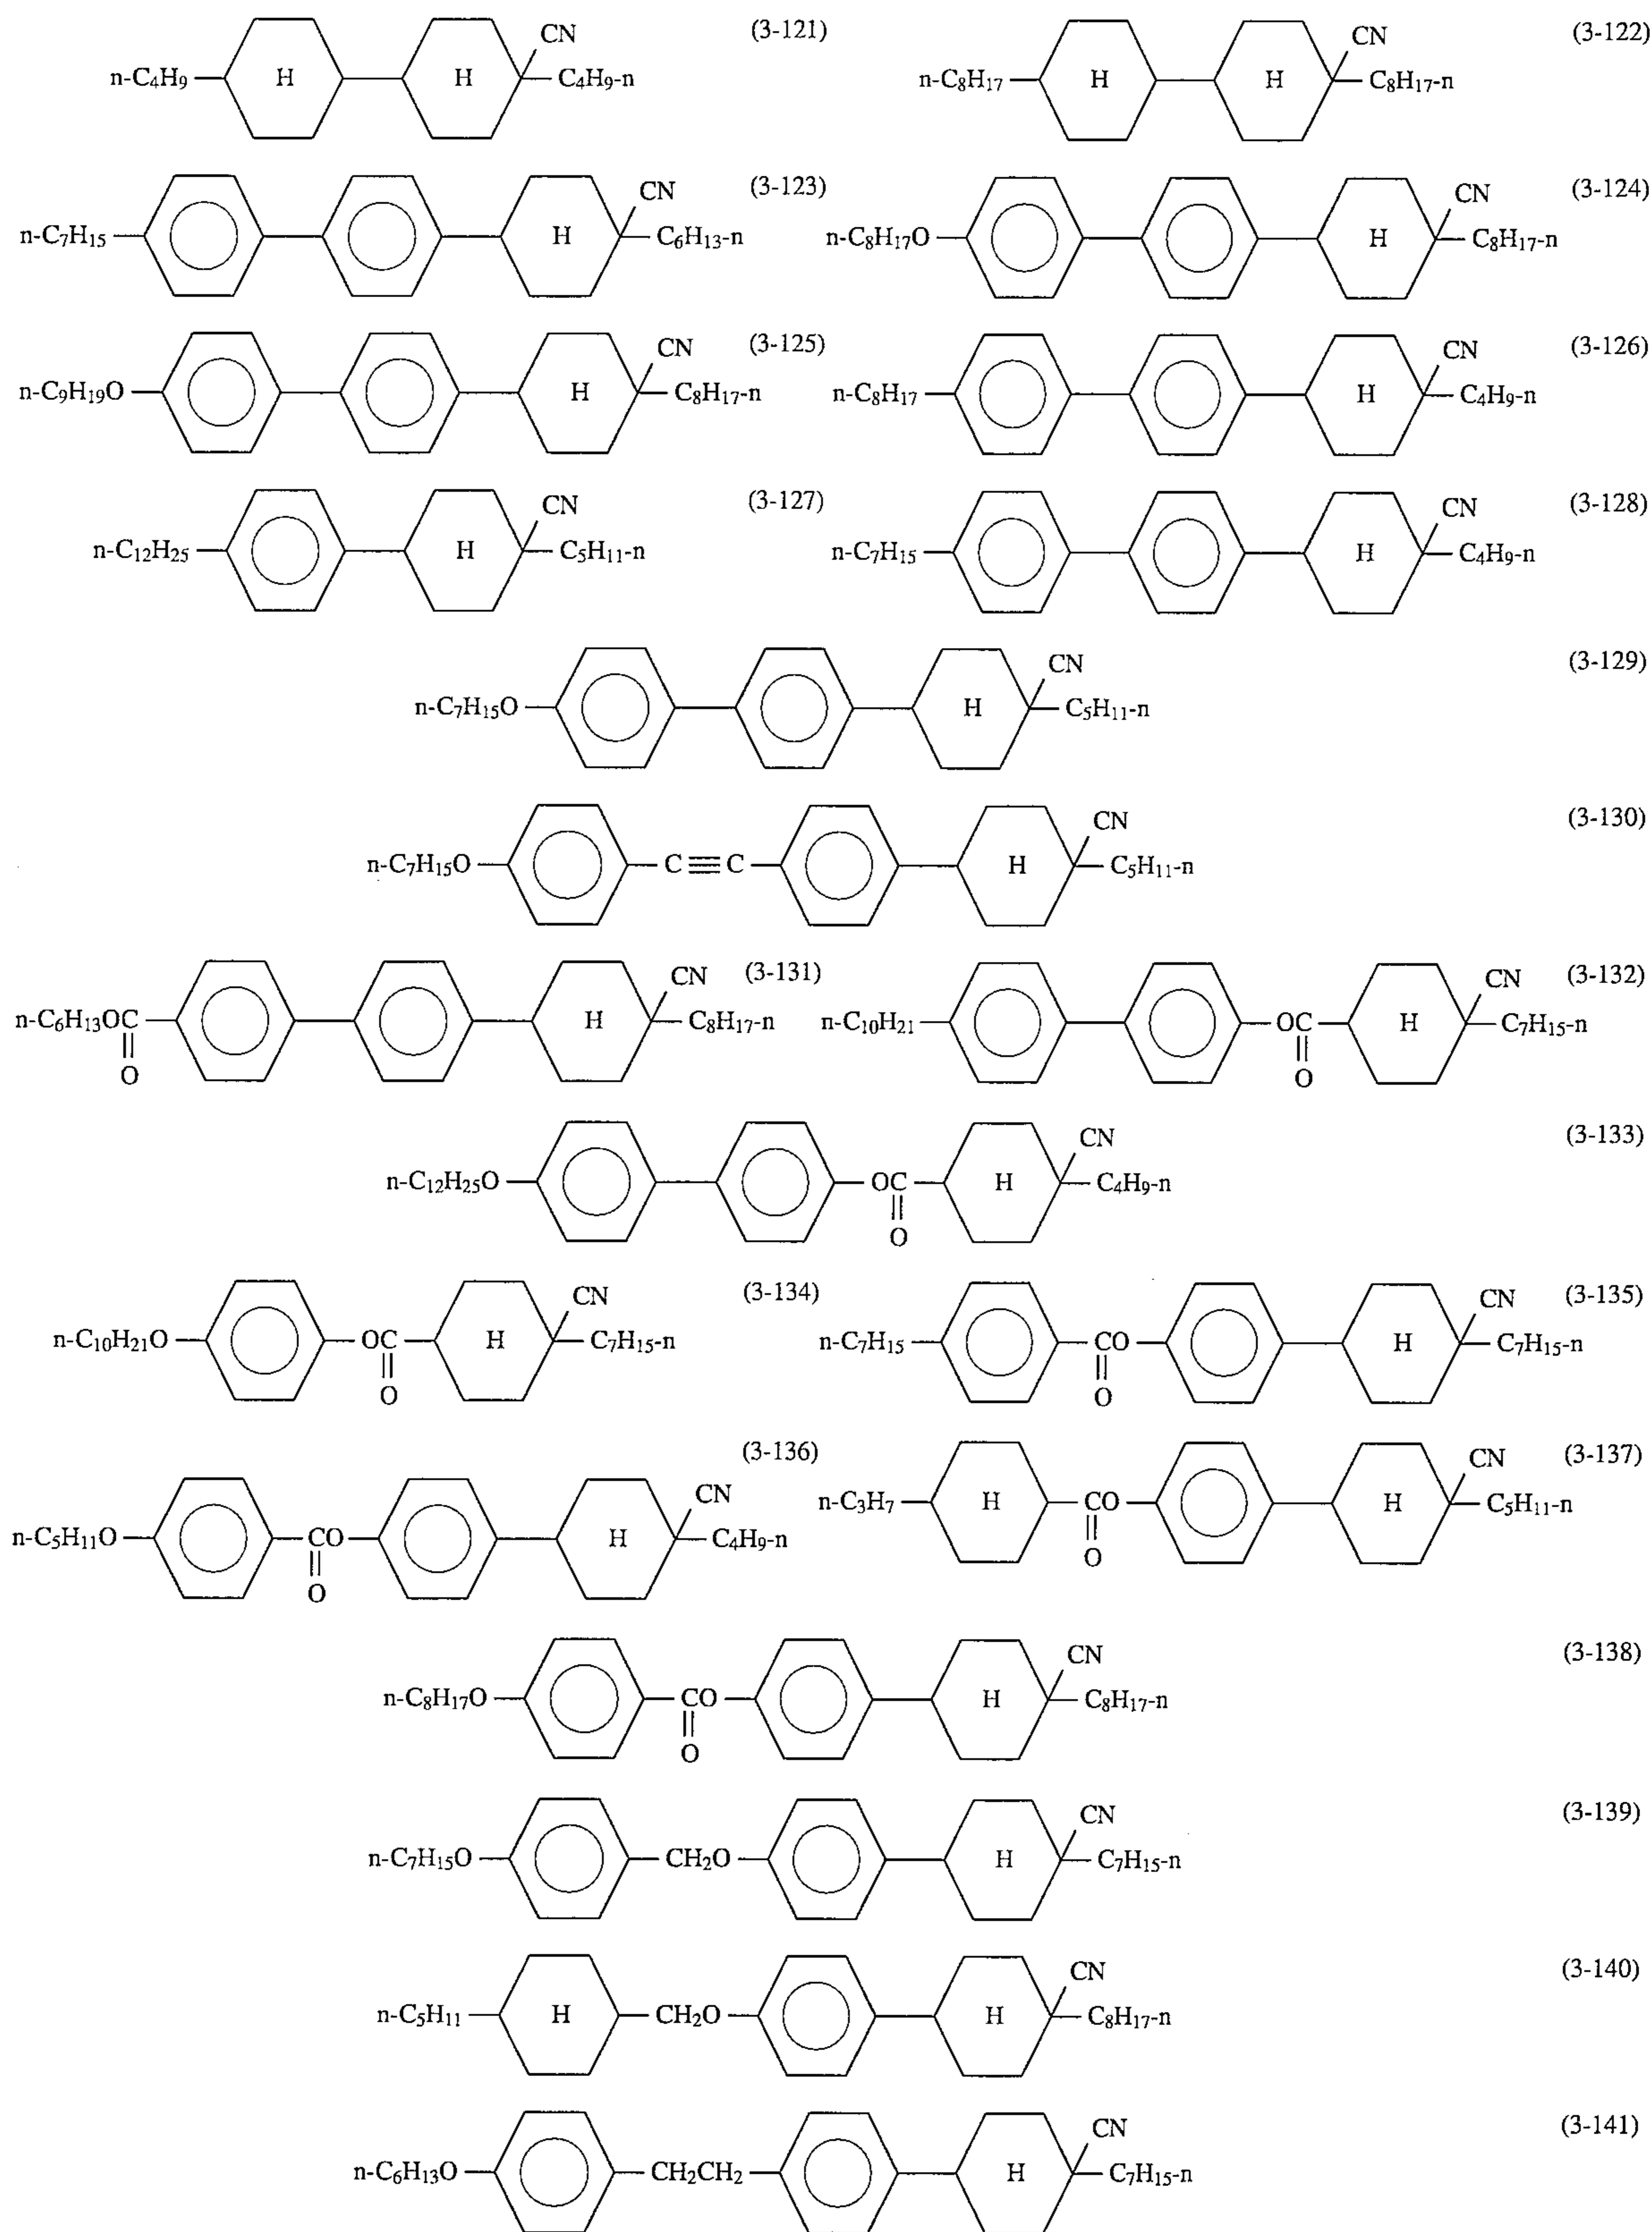 (3-121) (3-122)
CN CN
n-C4H9 H H C4H9-n n-C8H17 H H C8H17-n
(3-123) (3-124)
CN CN
n-C7H15 H C6H13-n n-C8H17O H C8H17-n
(3-125) (3-126)
CN CN
n-C9H19O H C8H17-n n-C8H17 H C4H9-n
(3-127) (3-128)
CN CN
n-C12H25 H C5H11-n n-C7H15 H C4H9-n
(3-129)
CN
n-C7H15O H C5H11-n
(3-130)
CN
n-C7H15O C≡C H C5H11-n
CN (3-131) CN (3-132)
n-C6H13OC H C8H17-n n-C10H21 OC H C7H15-n
O O
(3-133)
CN
n-C12H25O OC H C4H9-n
O
CN (3-134) CN (3-135)
n-C10H21O OC H C7H15-n n-C7H15 CO H C7H15-n
O O
(3-136) CN (3-137)
CN
n-C3H7 H CO H C5H11-n
n-C5H11O CO H C4H9-n
O
O
(3-138)
CN
n-C8H17O CO H C8H17-n
O
(3-139)
CN
n-C7H15O CH2O H C7H15-n
(3-140)
CN
n-C5H11 H CH2O H C8H17-n
(3-141)
CN
n-C6H13O CH2CH2 H C7H15-n